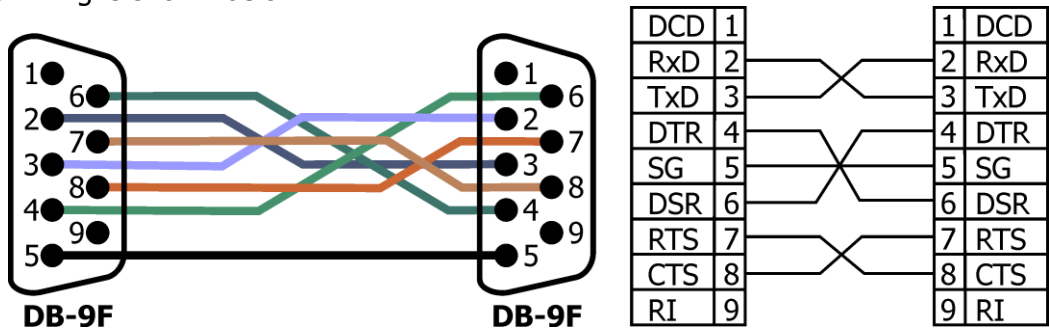 1
6
2
7
3
8
4
9
5
DB-9F
1
6
2
7
3
8
4
9
5
DB-9F
DCD 1
RxD 2
TxD 3
DTR 4
SG 5
DSR 6
RTS 7
CTS 8
RI 9
1 DCD
2 RxD
3 TxD
4 DTR
5 SG
6 DSR
7 RTS
8 CTS
9 RI